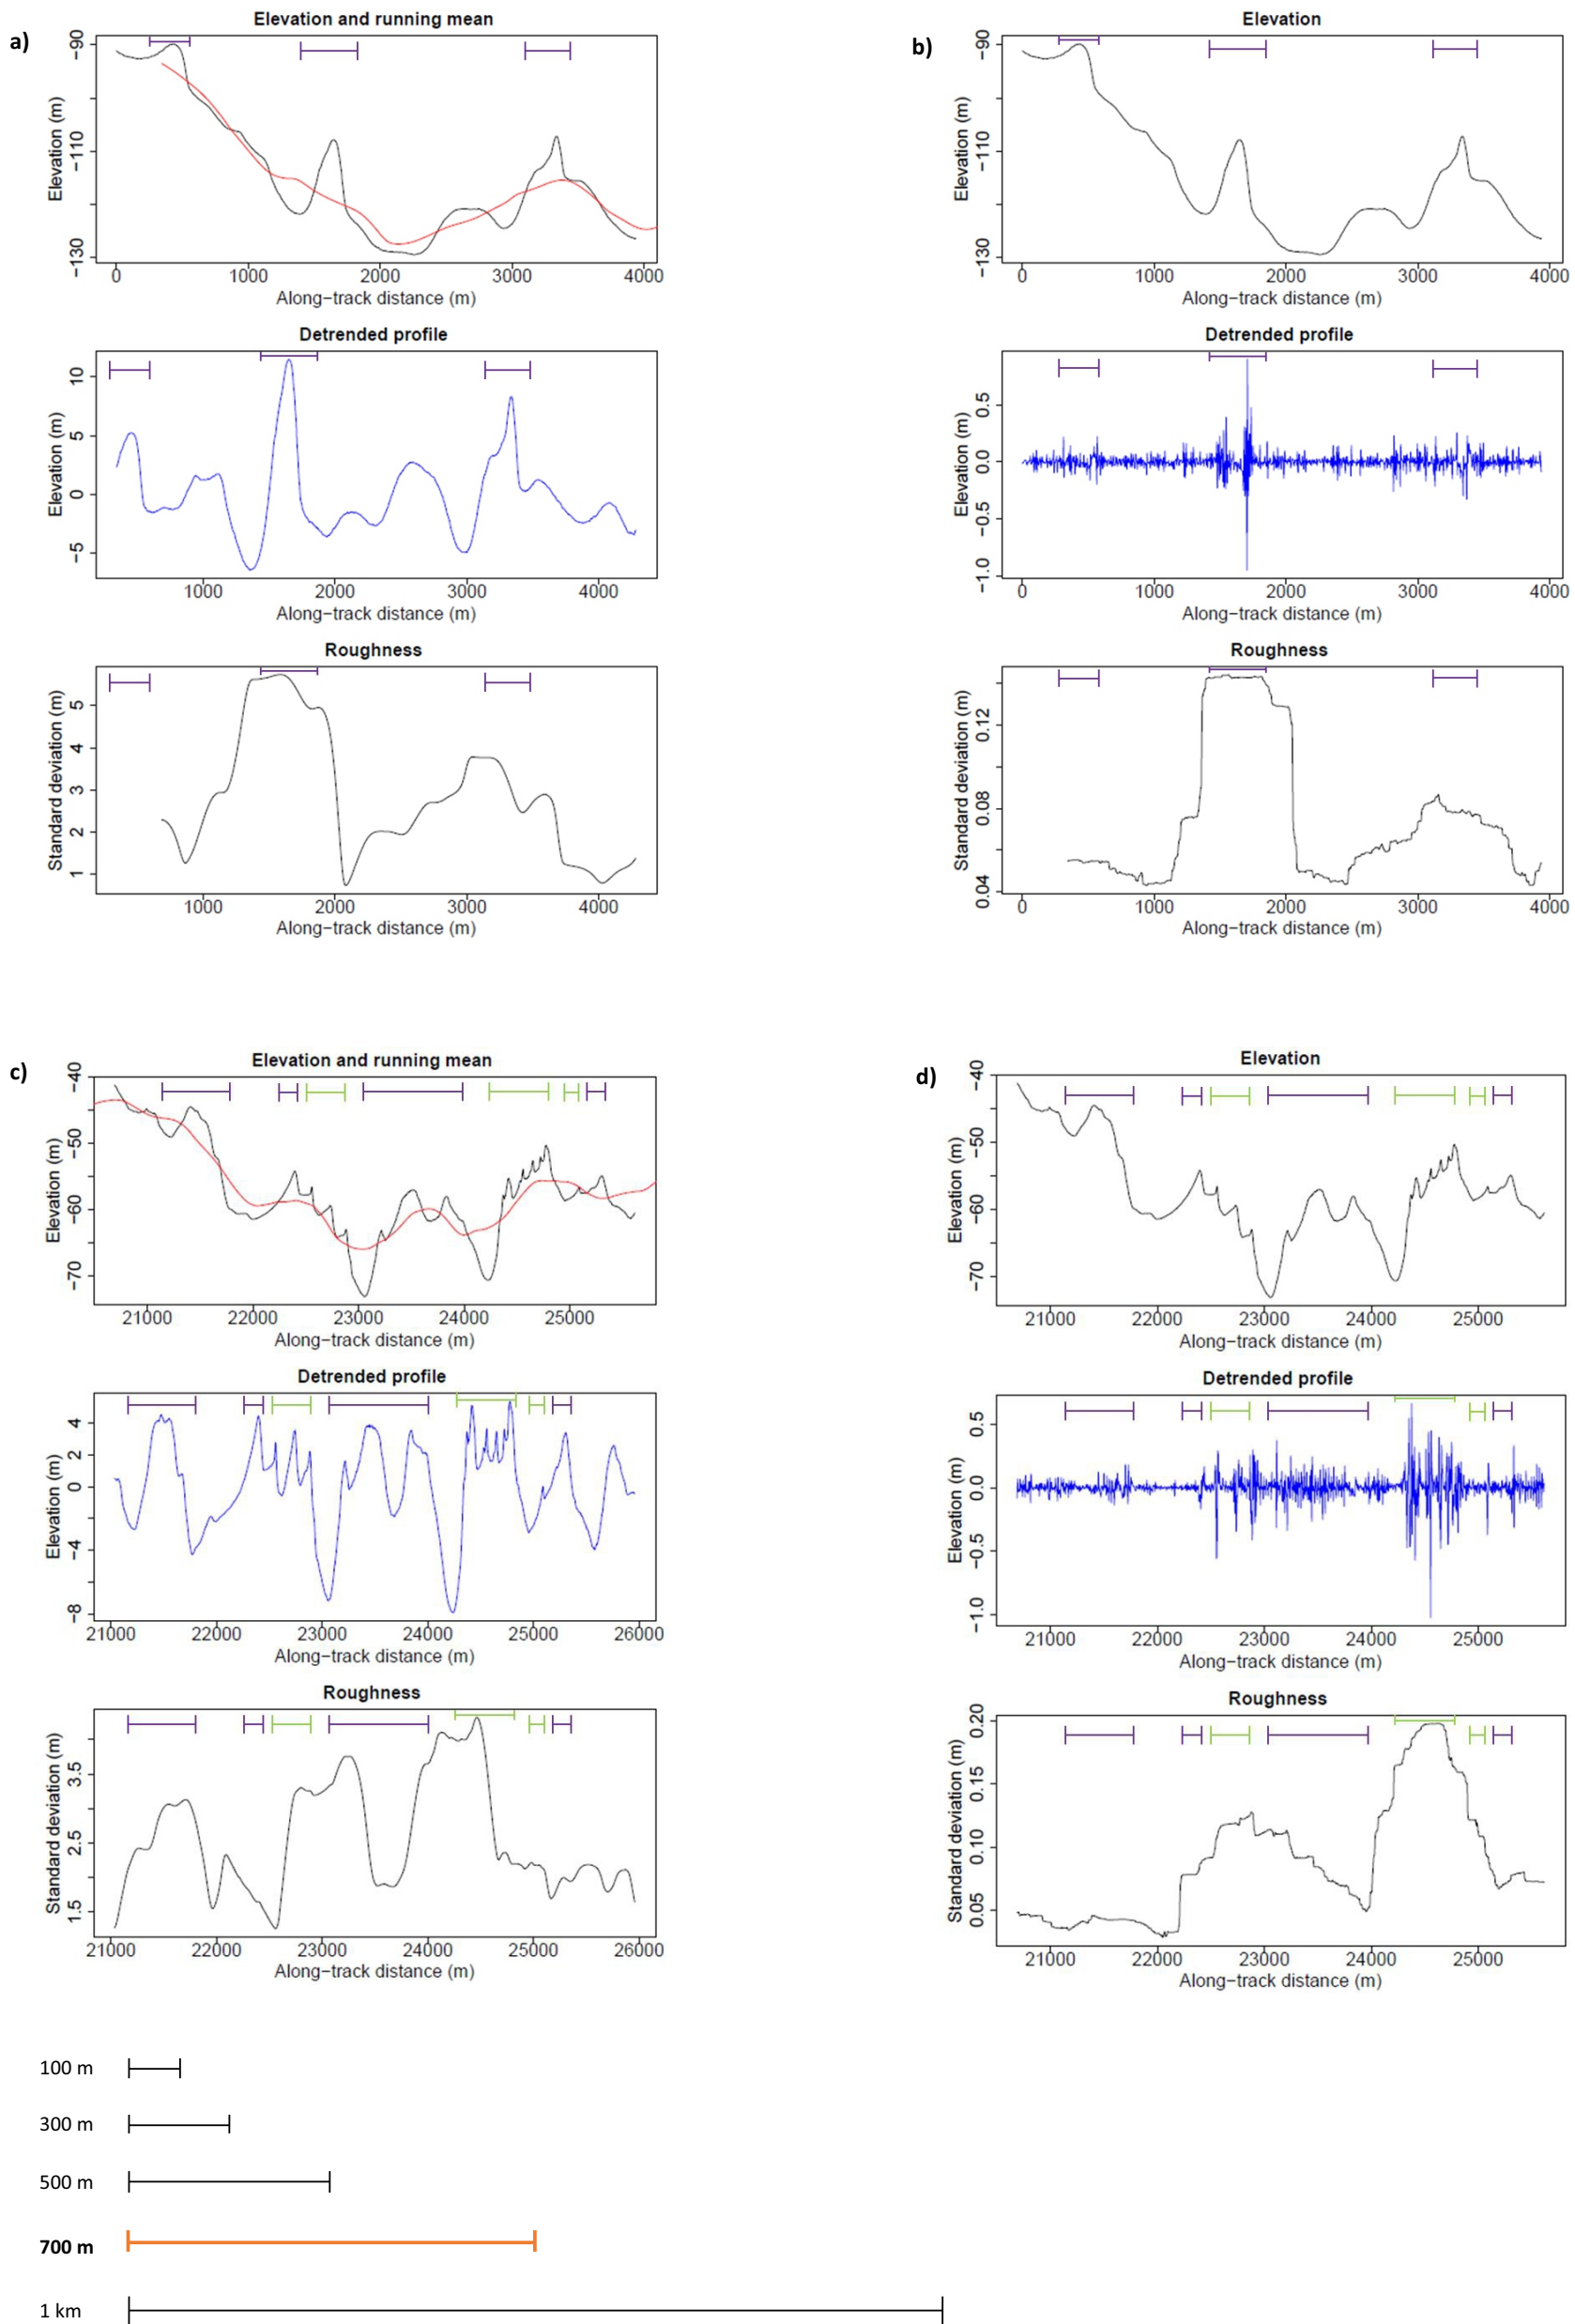 a)
Elevation and running mean
Elevation (m)
−90
−110
−130
0 1000 2000 3000 4000
Along−track distance (m)
Detrended profile
Elevation (m)
10
5
0
−5
1000 2000 3000 4000
Along−track distance (m)
Roughness
Standard deviation (m)
5
4
3
2
1
1000 2000 3000 4000
Along−track distance (m)
b)
Elevation
Elevation (m)
−90
−110
−130
0 1000 2000 3000 4000
Along−track distance (m)
Detrended profile
Elevation (m)
0.5
0.0
−0.5
−1.0
0 1000 2000 3000 4000
Along−track distance (m)
Roughness
Standard deviation (m)
0.12
0.08
0.04
0 1000 2000 3000 4000
Along−track distance (m)
c)
Elevation and running mean
Elevation (m)
−40
−50
−60
−70
21000 22000 23000 24000 25000
Along−track distance (m)
Detrended profile
Elevation (m)
4
2
0
−4
−8
21000 22000 23000 24000 25000 26000
Along−track distance (m)
Roughness
Standard deviation (m)
3.5
2.5
1.5
21000 22000 23000 24000 25000 26000
Along−track distance (m)
d)
Elevation
Elevation (m)
−40
−50
−60
−70
21000 22000 23000 24000 25000
Along−track distance (m)
Detrended profile
Elevation (m)
0.5
0.0
−0.5
−1.0
21000 22000 23000 24000 25000
Along−track distance (m)
Roughness
Standard deviation (m)
0.20
0.15
0.10
0.05
21000 22000 23000 24000 25000
Along−track distance (m)
100 m
300 m
500 m
700 m
1 km